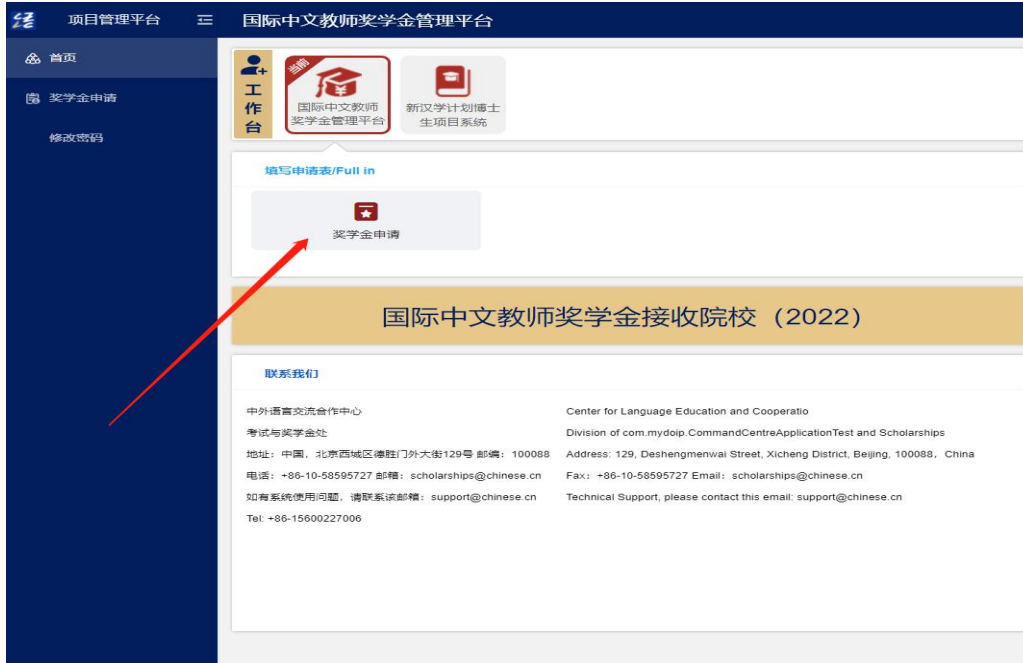 项目管理平台
国际中文教师奖学金管理平台
首页
奖学金申请
修改密码
工作台
当前
国际中文教师
奖学金管理平台
新汉学计划博士
生项目系统
填写申请表/Full in
奖学金申请
国际中文教师奖学金接收院校（2022）
联系我们
中外语言交流合作中心
Center for Language Education and Cooperatio
考试与奖学金处
Division of com.mydoip.CommandCentreApplicationTest and Scholarships
地址：中国，北京西城区德胜门外大街129号 邮编：100088
Address: 129, Deshengmenwai Street, Xicheng District, Beijing, 100088，China
电话：+86-10-58595727 邮箱：scholarships@chinese.cn
Fax：+86-10-58595727 Email：scholarships@chinese.cn
如有系统使用问题，请联系该邮箱：support@chinese.cn
Technical Support, please contact this email: support@chinese.cn
Tel: +86-15600227006